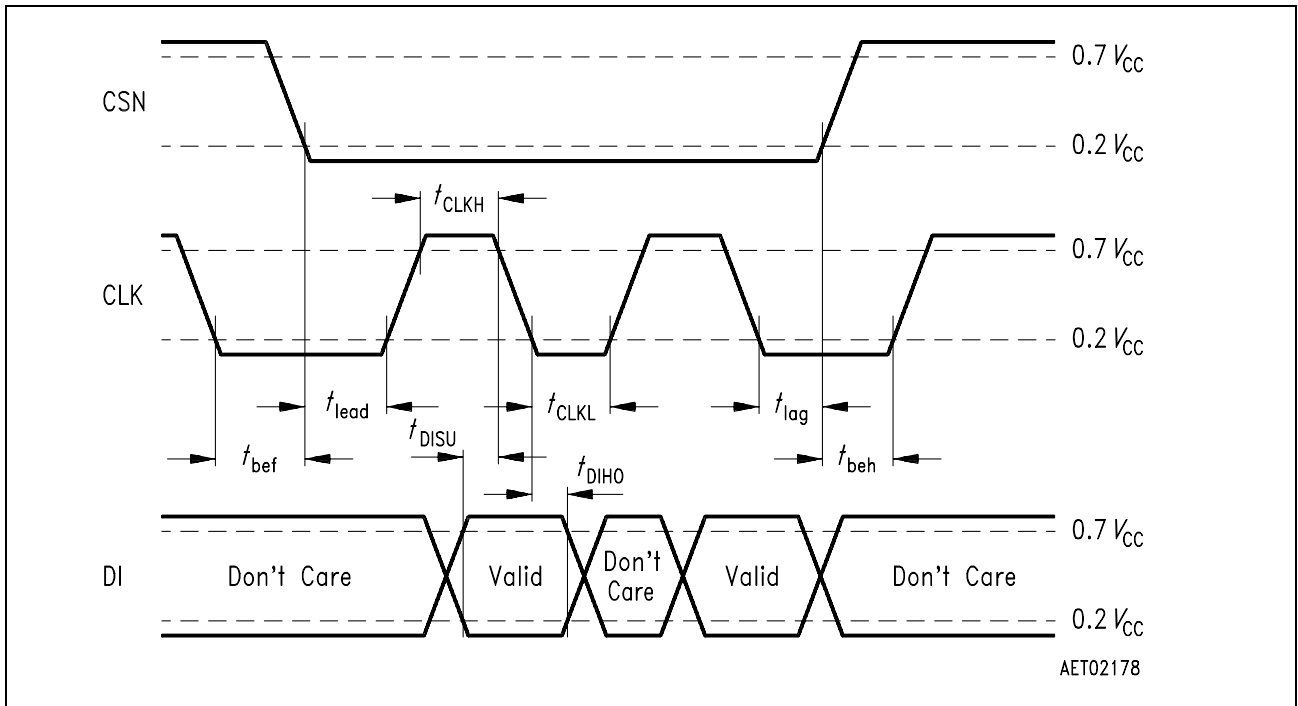 0.7 VCC
CSN
0.2 VCC
tCLKH
0.7 VCC
CLK
0.2 VCC
tlead
tCLKL
tlag
tDISU
tbef
tbeh
tDIHO
0.7 VCC
DI
Don't Care
Valid
Don't
Care
Valid
Don't Care
0.2 VCC
AET02178